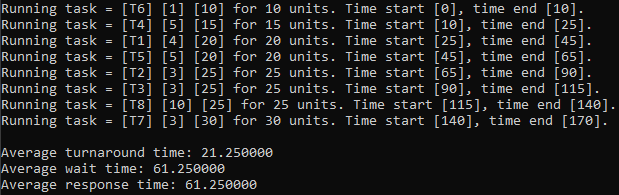 Running task = [T6] [1] [10] for 10 units. Time start [0], time end [10].
Running task = [T4] [5] [15] for 15 units. Time start [10], time end [25].
Running task = [T1] [4] [20] for 20 units. Time start [25], time end [45].
Running task = [T5] [5] [20] for 20 units. Time start [45], time end [65].
Running task = [T2] [3] [25] for 25 units. Time start [65], time end [90].
Running task = [T3] [3] [25] for 25 units. Time start [90], time end [115].
Running task = [T8] [10] [25] for 25 units. Time start [115], time end [140].
Running task = [T7] [3] [30] for 30 units. Time start [140], time end [170].
Average turnaround time: 21.250000
Average wait time: 61.250000
Average response time: 61.250000